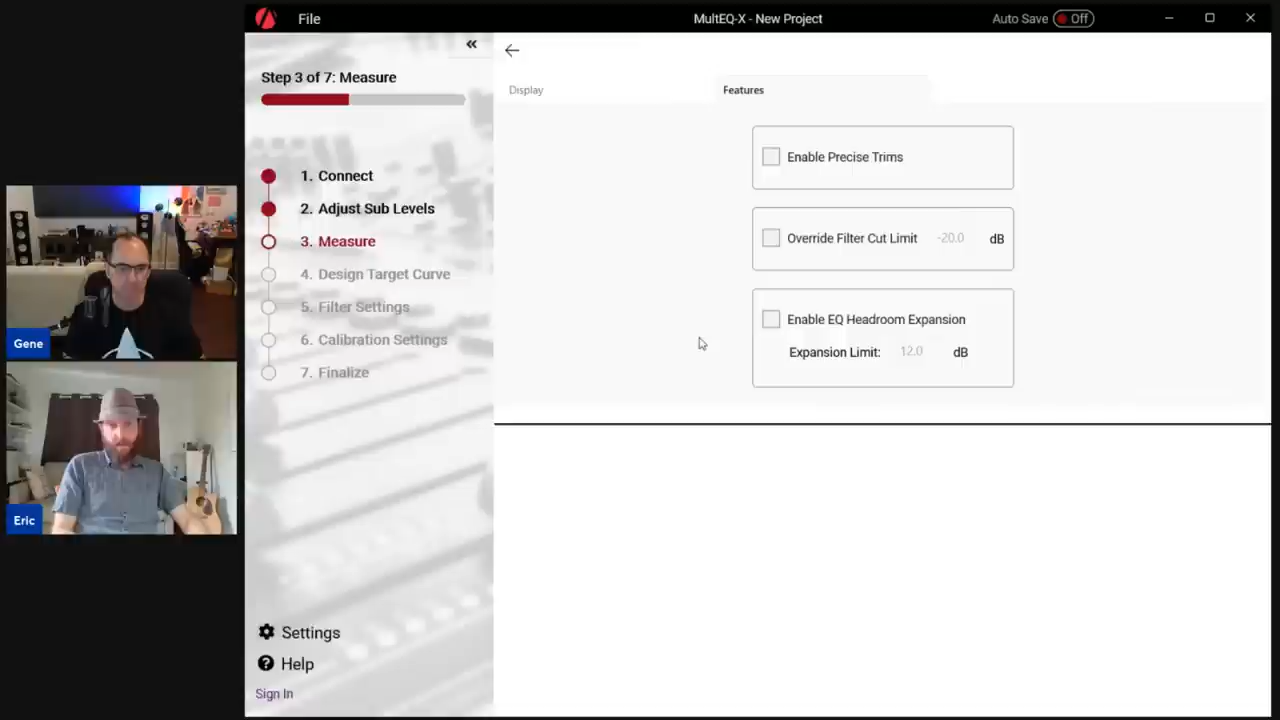 File
MultEQ-X - New Project
Auto Save Off
Step 3 of 7: Measure
1. Connect
2. Adjust Sub Levels
3. Measure
4. Design Target Curve
5. Filter Settings
6. Calibration Settings
7. Finalize
Settings
Help
Sign In
Display
Features
Enable Precise Trims
Override Filter Cut Limit -20.0 dB
Enable EQ Headroom Expansion
Expansion Limit: 12.0 dB
Gene
Eric